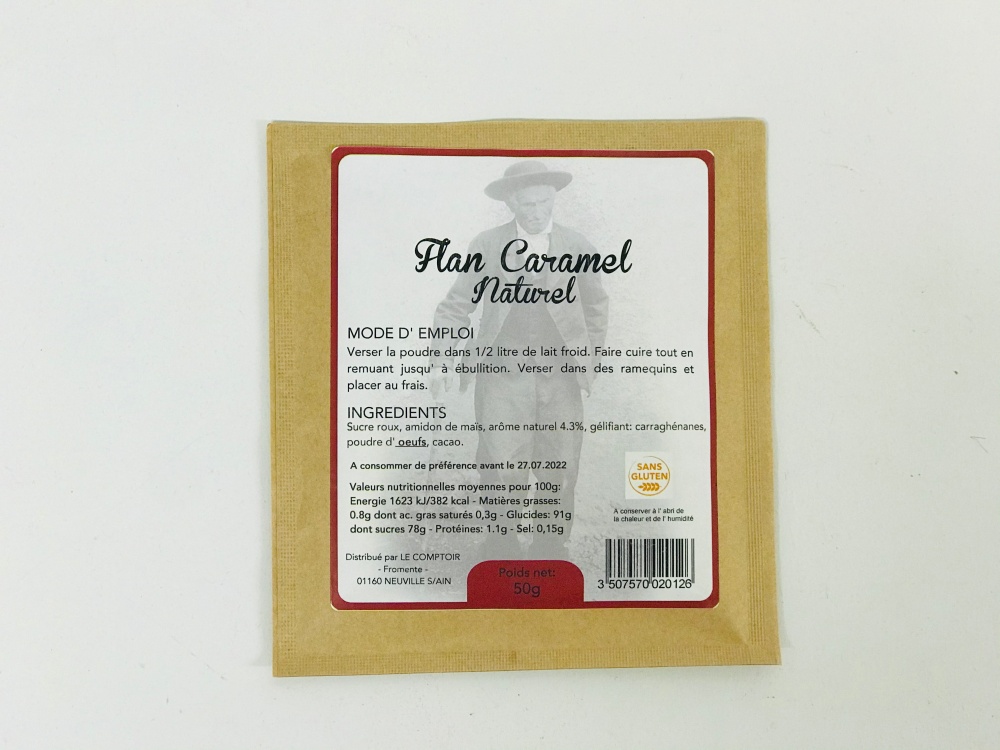 Flan Caramel
Naturel
MODE D' EMPLOI
Verser la poudre dans 1/2 litre de lait froid. Faire cuire tout en
remuant jusqu' à ébullition. Verser dans des ramequins et
placer au frais.
INGREDIENTS
Sucre roux, amidon de maïs, arôme naturel 4.3%, gélifiant: carraghénanes,
poudre d' oeufs, cacao.
A consommer de préférence avant le 27.07.2022
Valeurs nutritionnelles moyennes pour 100g:
Energie 1623 kJ/382 kcal - Matières grasses:
0.8g dont ac. gras saturés 0,3g - Glucides: 91g
dont sucres 78g - Protéines: 1.1g - Sel: 0,15g
SANS
GLUTEN
A conserver à l' abri de
la chaleur et de l' humidité
Distribué par LE COMPTOIR
- Fromente -
01160 NEUVILLE S/AIN
Poids net:
50g
3 507570 020126